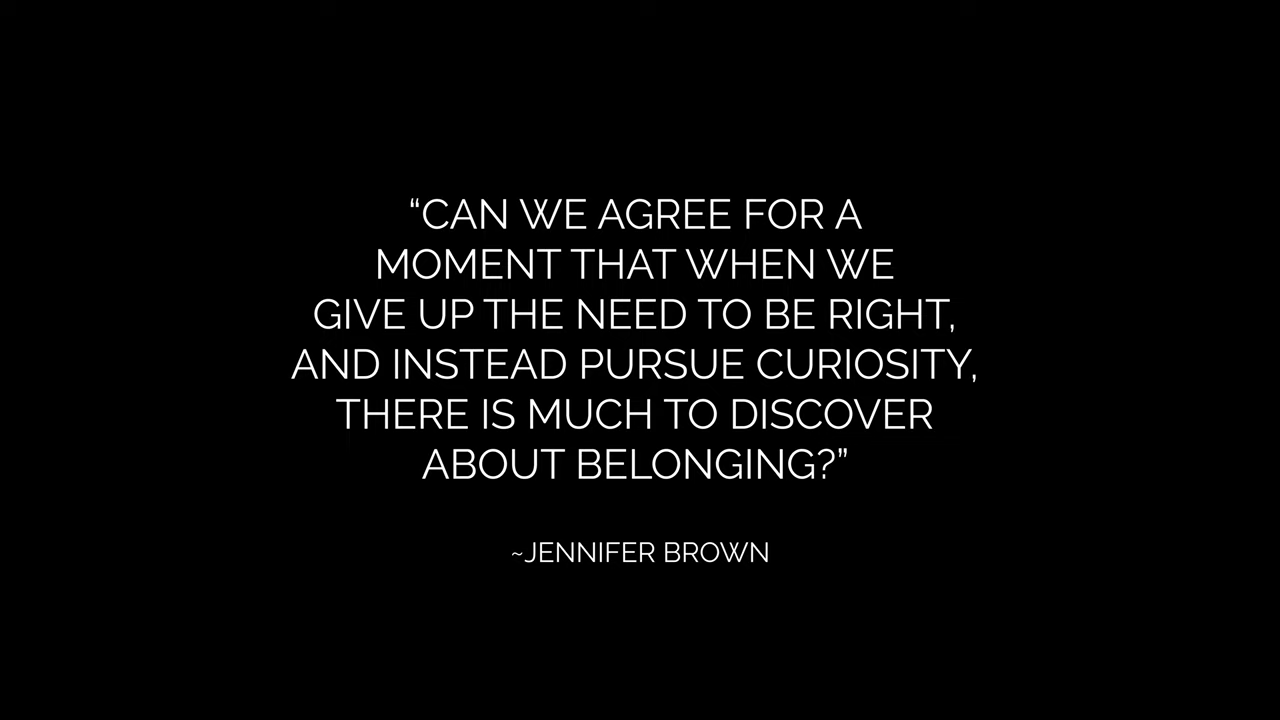 “CAN WE AGREE FOR A
MOMENT THAT WHEN WE
GIVE UP THE NEED TO BE RIGHT,
AND INSTEAD PURSUE CURIOSITY,
THERE IS MUCH TO DISCOVER
ABOUT BELONGING?”
~JENNIFER BROWN